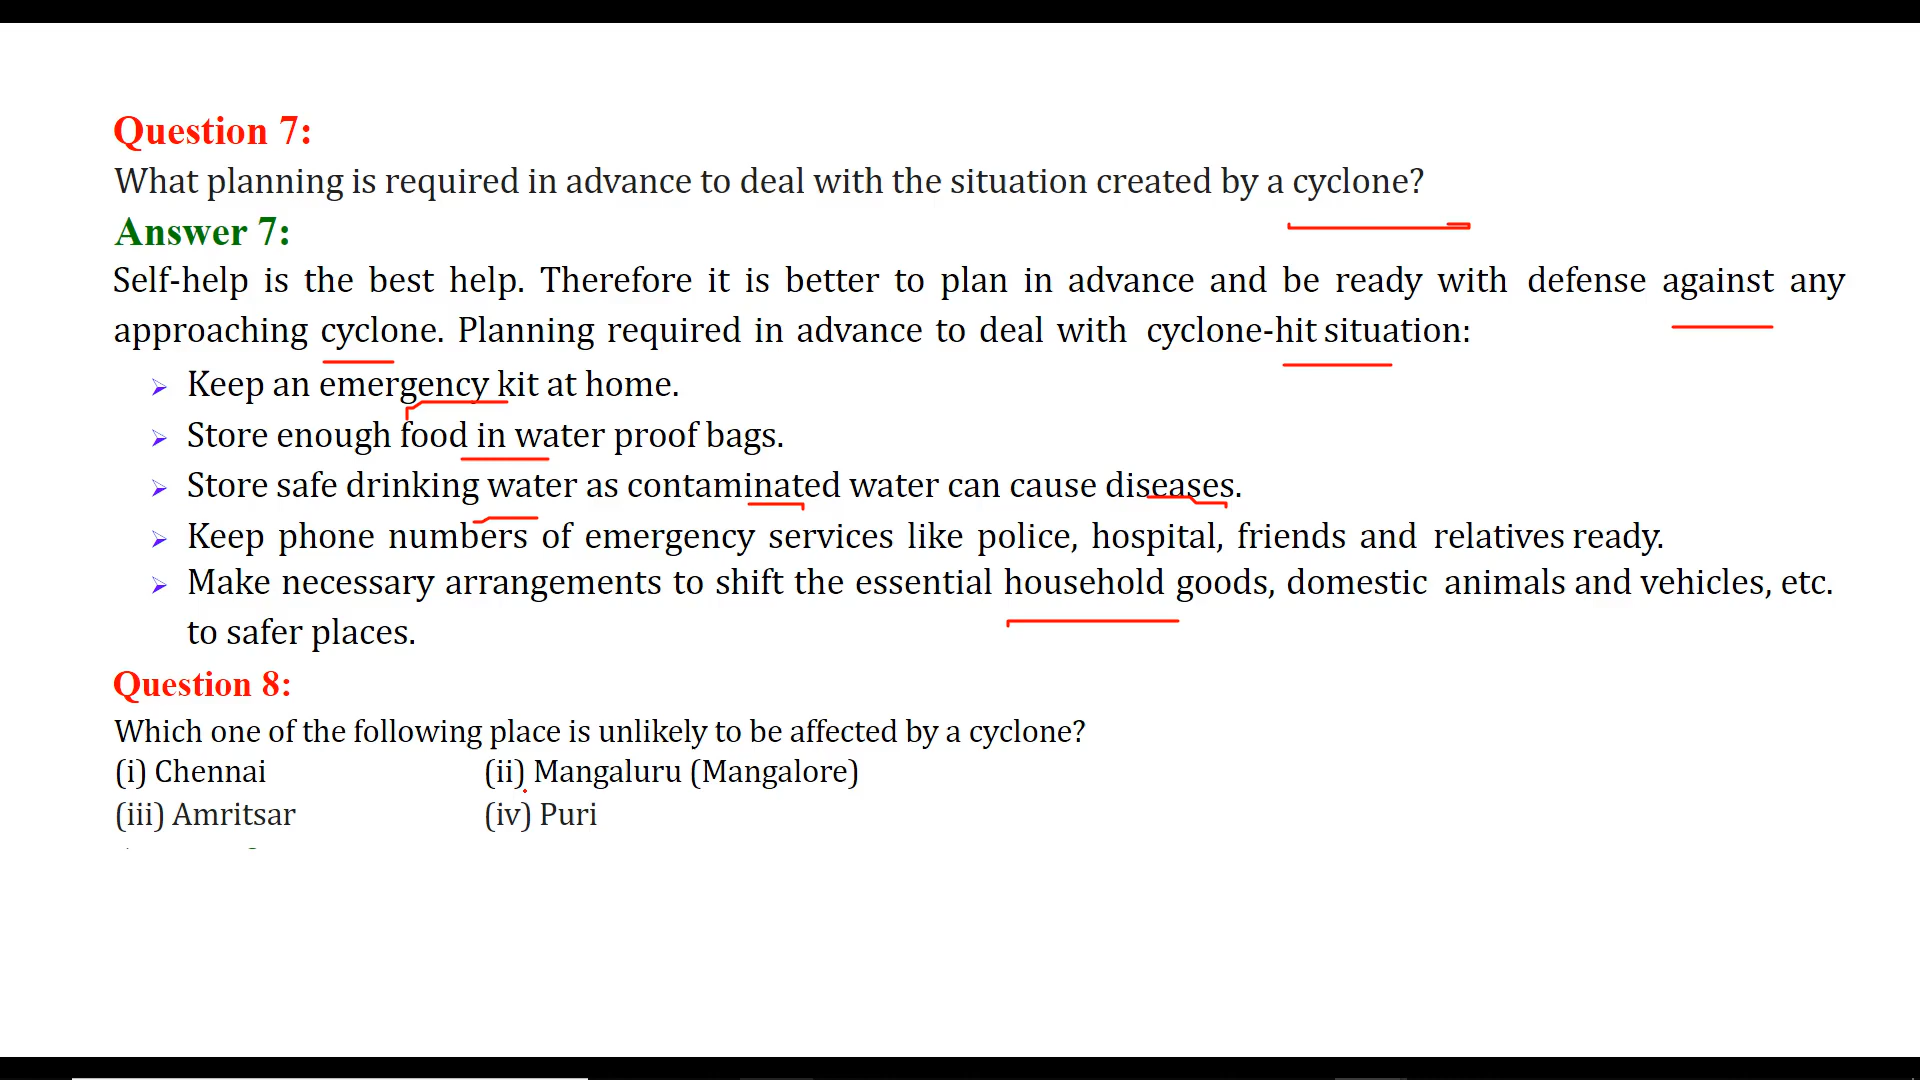 Question 7:
What planning is required in advance to deal with the situation created by a cyclone?
Answer 7:
Self-help is the best help. Therefore it is better to plan in advance and be ready with defense against any
approaching cyclone. Planning required in advance to deal with cyclone-hit situation:
➢ Keep an emergency kit at home.
➢ Store enough food in water proof bags.
➢ Store safe drinking water as contaminated water can cause diseases.
➢ Keep phone numbers of emergency services like police, hospital, friends and relatives ready.
➢ Make necessary arrangements to shift the essential household goods, domestic animals and vehicles, etc.
to safer places.
Question 8:
Which one of the following place is unlikely to be affected by a cyclone?
(i) Chennai (ii) Mangaluru (Mangalore)
(iii) Amritsar (iv) Puri